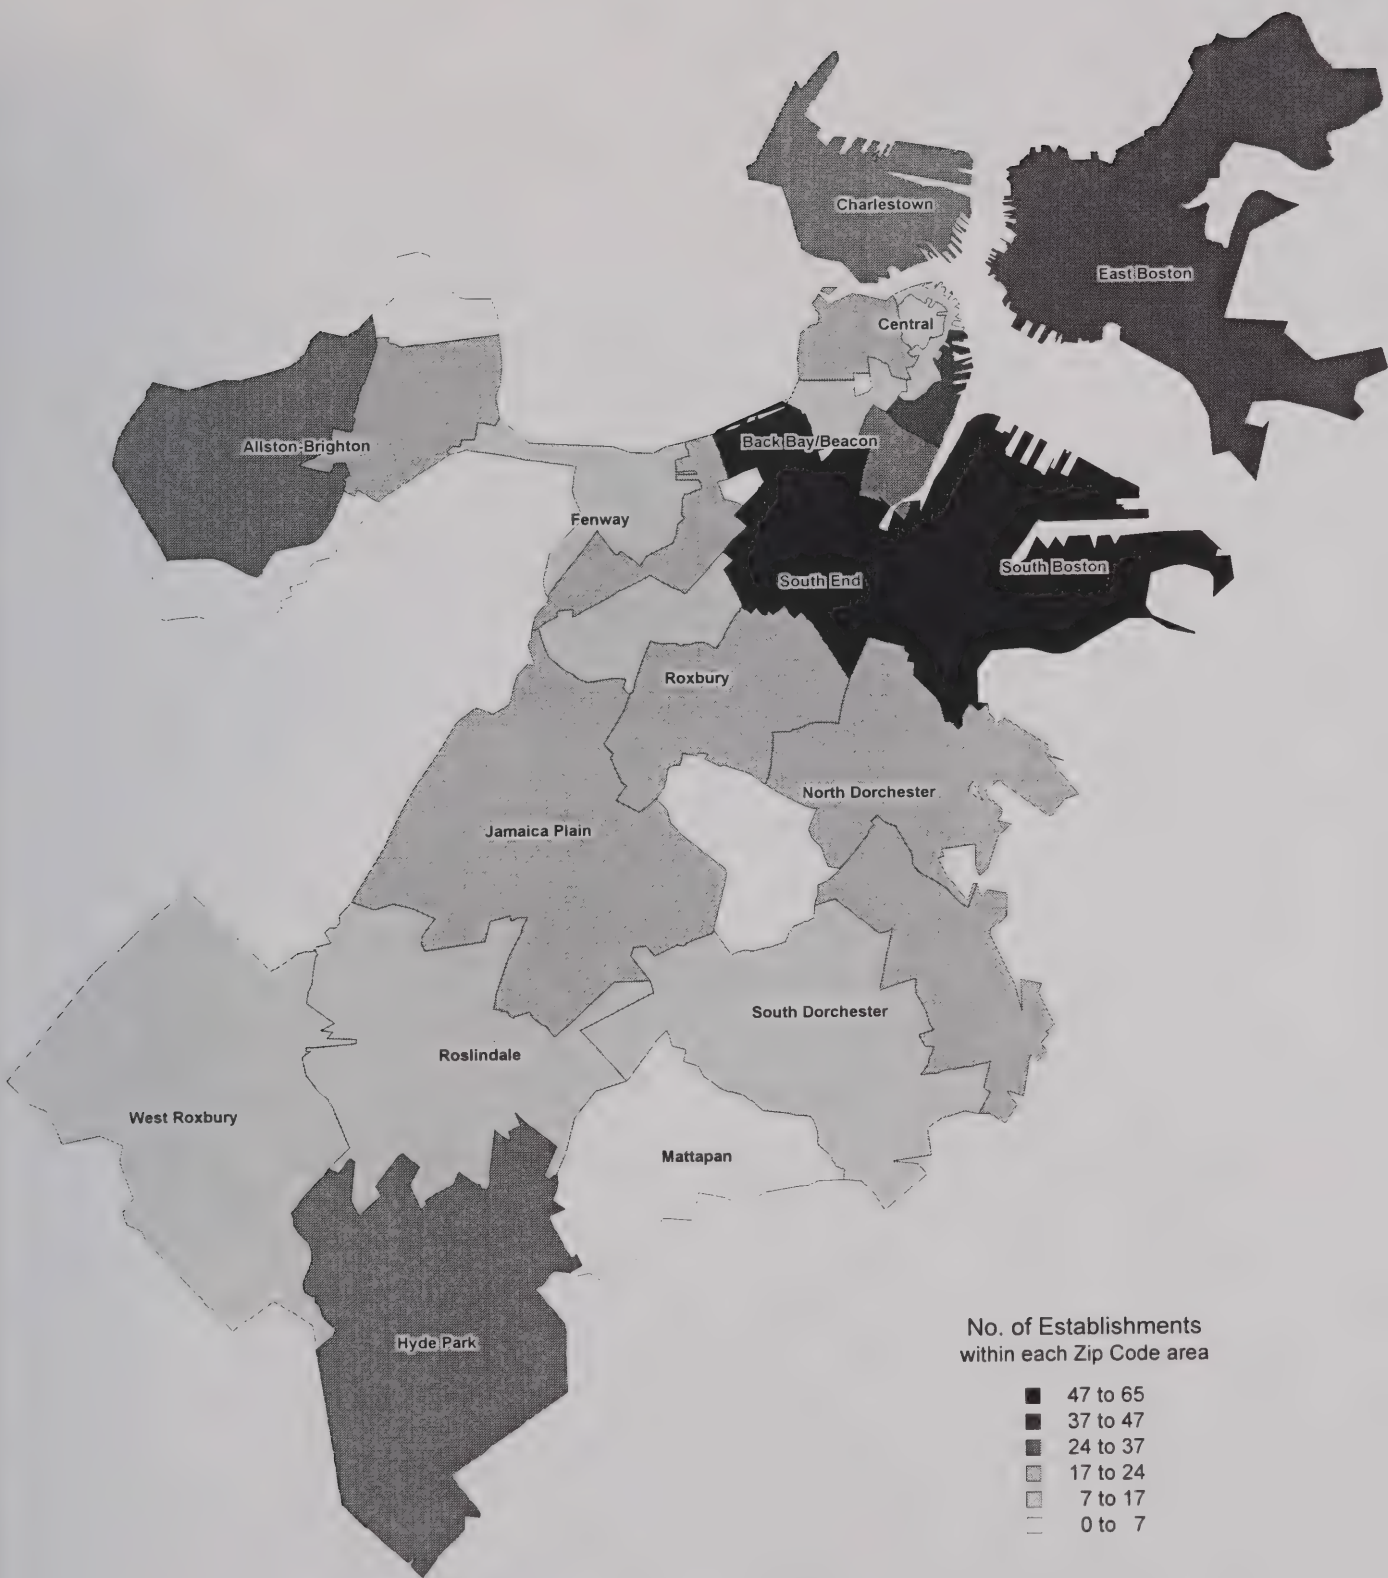 Charlestown
East Boston
Central
Allston-Brighton
Back Bay/Beacon
Fenway
South End
South Boston
Roxbury
North Dorchester
Jamaica Plain
South Dorchester
Roslindale
West Roxbury
Mattapan
Hyde Park
No. of Establishments
within each Zip Code area
47 to 65
37 to 47
24 to 37
17 to 24
7 to 17
0 to 7